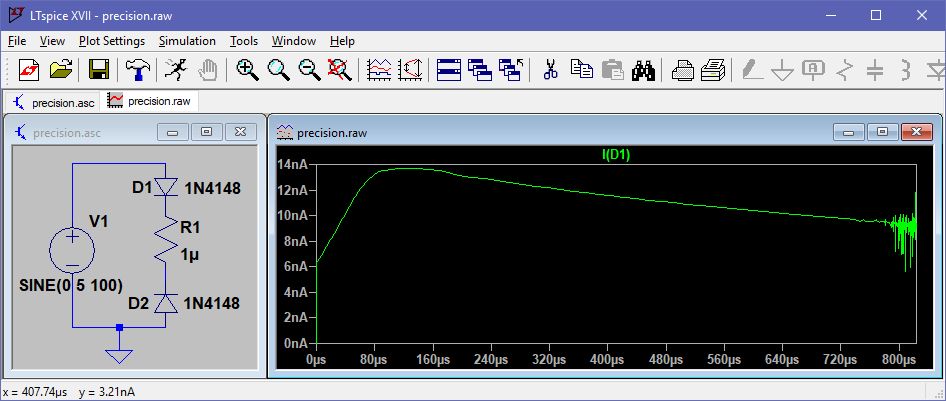 LTspice XVII - precision.raw
File View Plot Settings Simulation Tools Window Help
precision.asc precision.raw
precision.asc
D1 1N4148
V1
R1
1µ
SINE(0 5 100)
D2 1N4148
precision.raw
I(D1)
14nA
12nA
10nA
8nA
6nA
4nA
2nA
0nA
0µs 80µs 160µs 240µs 320µs 400µs 480µs 560µs 640µs 720µs 800µs
x = 407.74µs y = 3.21nA